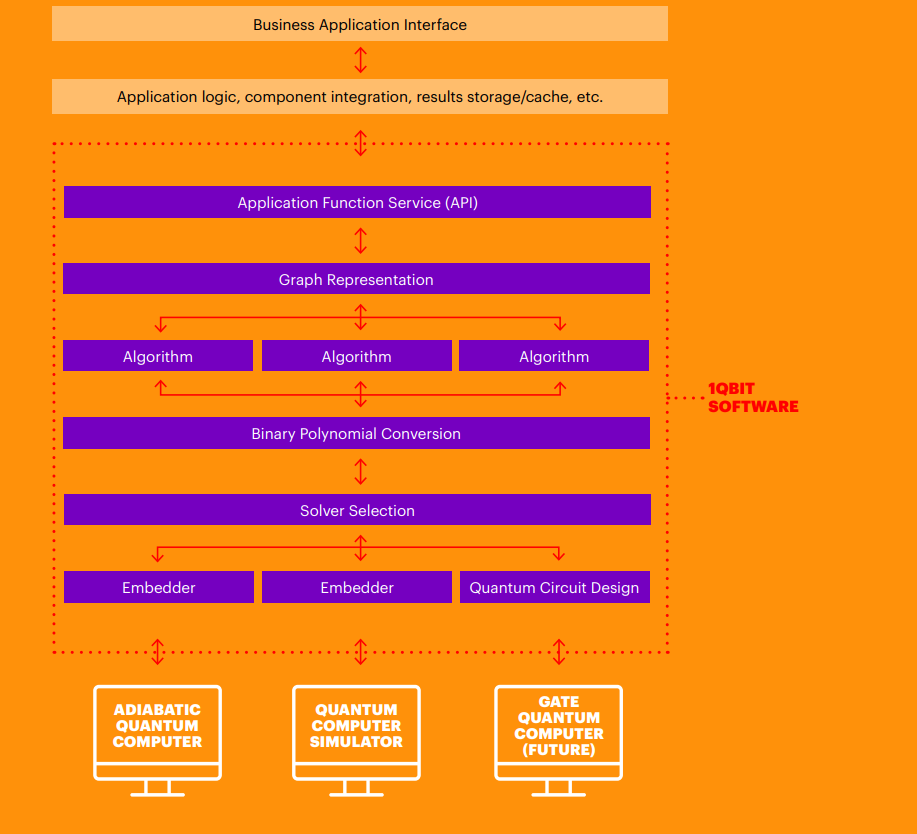 Business Application Interface
Application logic, component integration, results storage/cache, etc.
Application Function Service (API)
Graph Representation
Algorithm
Algorithm
Algorithm
1QBIT
SOFTWARE
Binary Polynomial Conversion
Solver Selection
Embedder
Embedder
Quantum Circuit Design
ADIABATIC
QUANTUM
COMPUTER
QUANTUM
COMPUTER
SIMULATOR
GATE
QUANTUM
COMPUTER
(FUTURE)